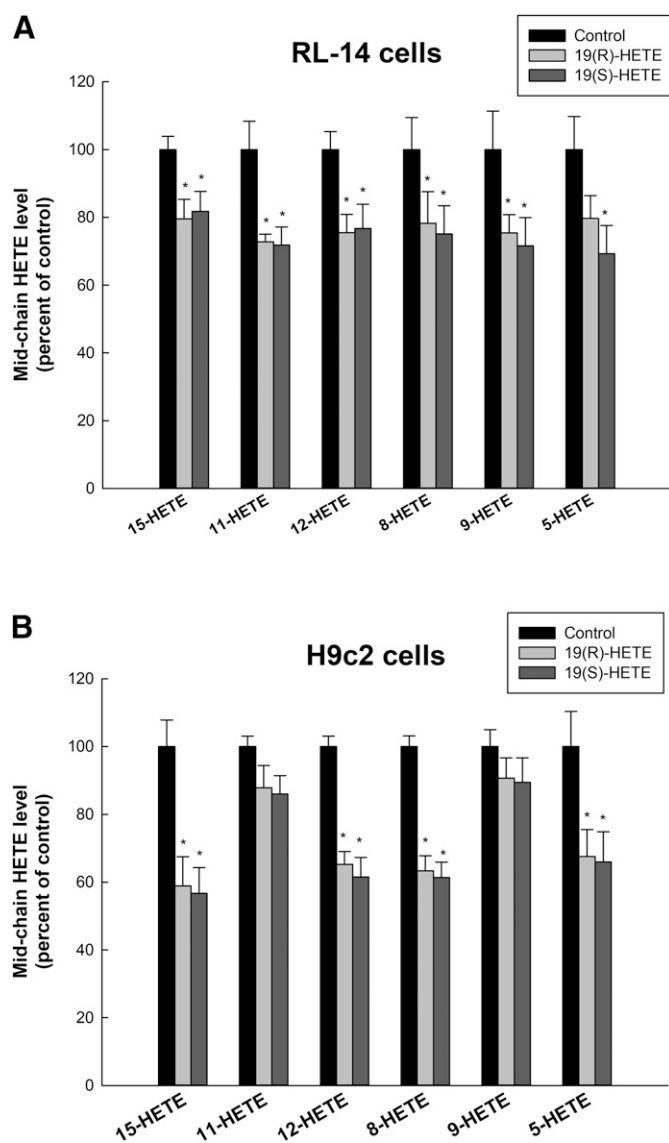 A
RL-14 cells
Control
19(R)-HETE
19(S)-HETE
Mid-chain HETE level
(percent of control)
120
100
80
60
40
20
0
* * * * * * * * * * *
15-HETE
11-HETE
12-HETE
8-HETE
9-HETE
5-HETE
B
H9c2 cells
Control
19(R)-HETE
19(S)-HETE
Mid-chain HETE level
(percent of control)
120
100
80
60
40
20
0
* * * * * * * *
15-HETE
11-HETE
12-HETE
8-HETE
9-HETE
5-HETE